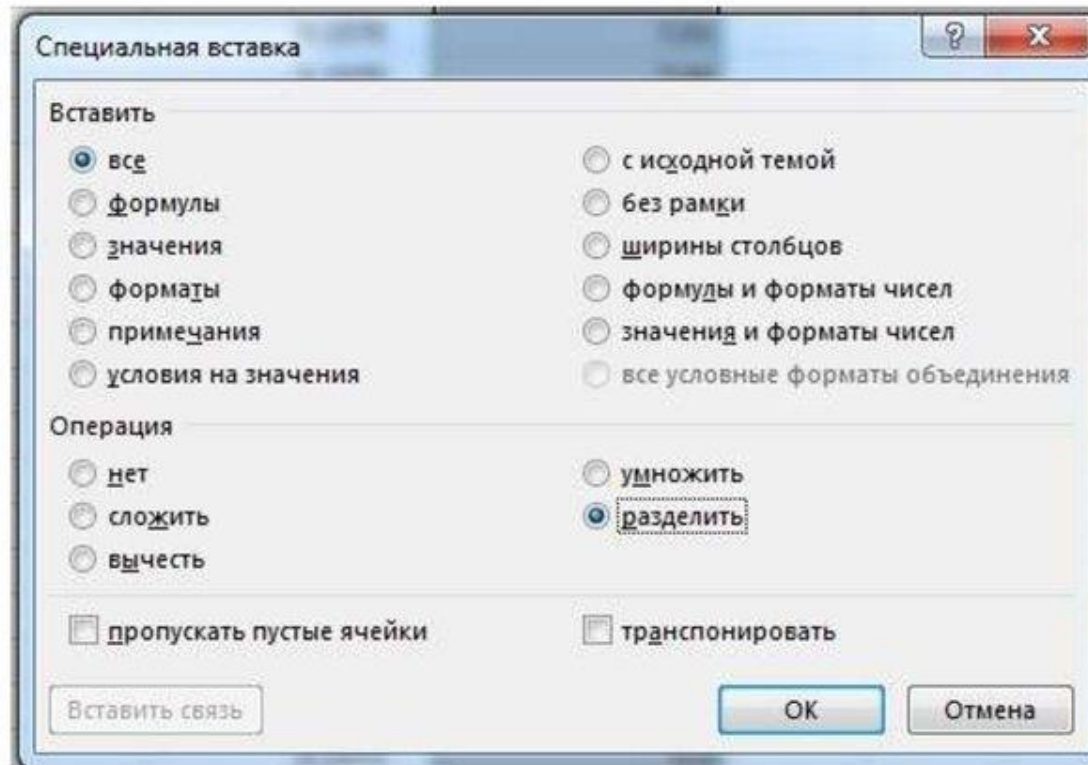 Специальная вставка
Вставить
все
с исходной темой
формулы
без рамки
значения
ширины столбцов
форматы
формулы и форматы чисел
примечания
значения и форматы чисел
условия на значения
все условные форматы объединения
Операция
нет
умножить
сложить
разделить
вычесть
пропускать пустые ячейки
транспонировать
Вставить связь
ОК
Отмена